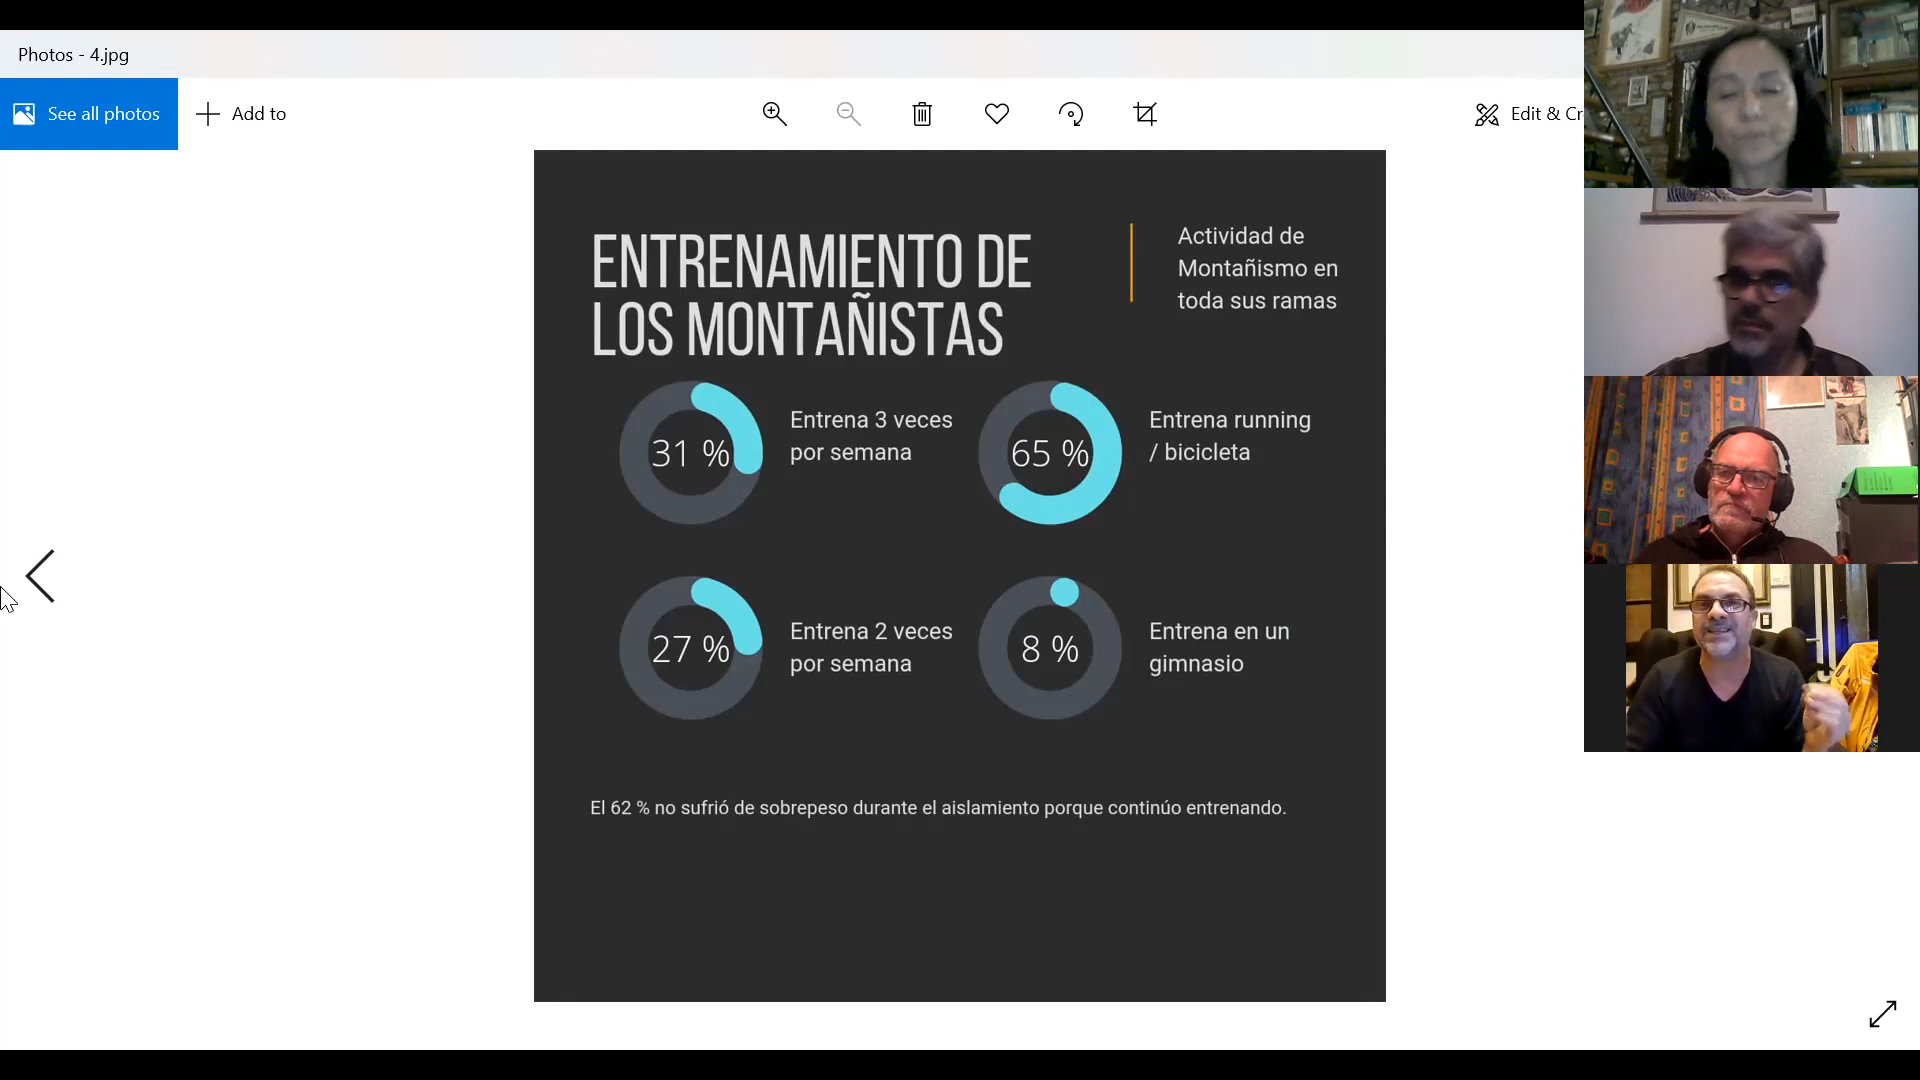 Photos - 4.jpg
See all photos
Add to
Edit & Cr
ENTRENAMIENTO DE
LOS MONTAÑISTAS
Actividad de
Montañismo en
toda sus ramas
31 %
Entrena 3 veces
por semana
65 %
Entrena running
/ bicicleta
27 %
Entrena 2 veces
por semana
8 %
Entrena en un
gimnasio
El 62 % no sufrió de sobrepeso durante el aislamiento porque continúo entrenando.